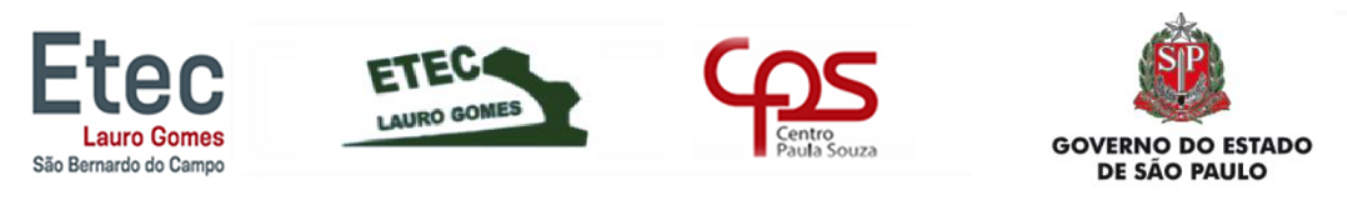 Etec
Lauro Gomes
São Bernardo do Campo
ETEC
LAURO GOMES
cps
Centro
Paula Souza
SP
GOVERNO DO ESTADO
DE SÃO PAULO